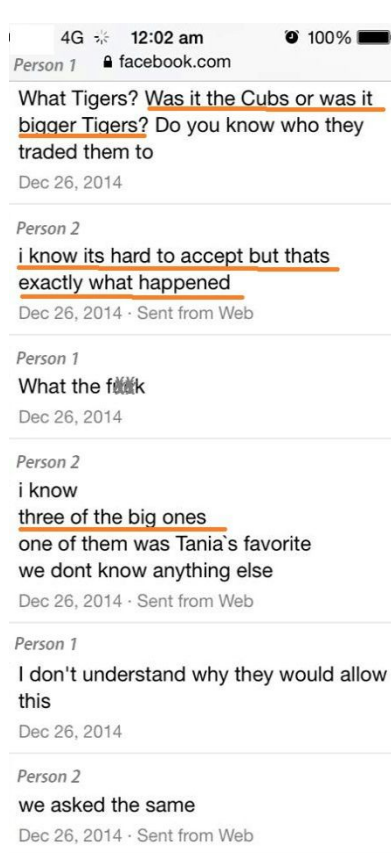 4G 12:02 am 100%
Person 1 facebook.com
What Tigers? Was it the Cubs or was it
bigger Tigers? Do you know who they
traded them to
Dec 26, 2014
Person 2
i know its hard to accept but thats
exactly what happened
Dec 26, 2014 · Sent from Web
Person 1
What the f k
Dec 26, 2014
Person 2
i know
three of the big ones
one of them was Tania`s favorite
we dont know anything else
Dec 26, 2014 · Sent from Web
Person 1
I don't understand why they would allow
this
Dec 26, 2014
Person 2
we asked the same
Dec 26, 2014 · Sent from Web